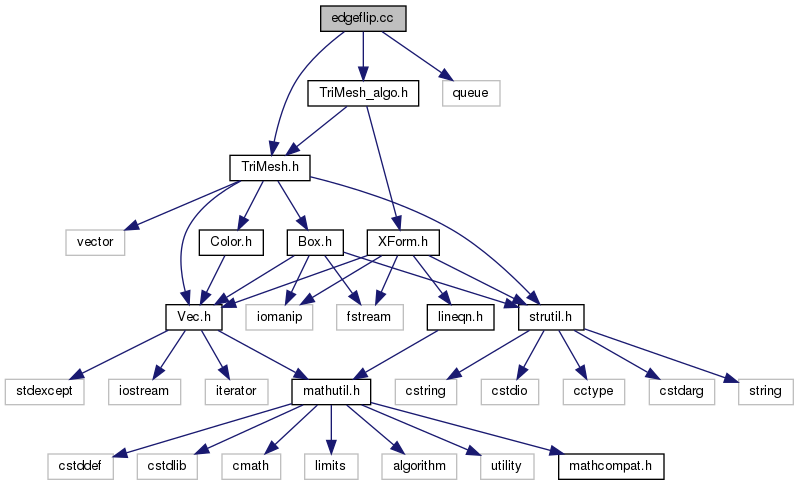 edgeflip.cc
TriMesh_algo.h
queue
TriMesh.h
vector
Color.h
Box.h
XForm.h
Vec.h
iomanip
fstream
lineqn.h
strutil.h
stdexcept
iostream
iterator
mathutil.h
cstring
cstdio
cctype
cstdarg
string
cstddef
cstdlib
cmath
limits
algorithm
utility
mathcompat.h